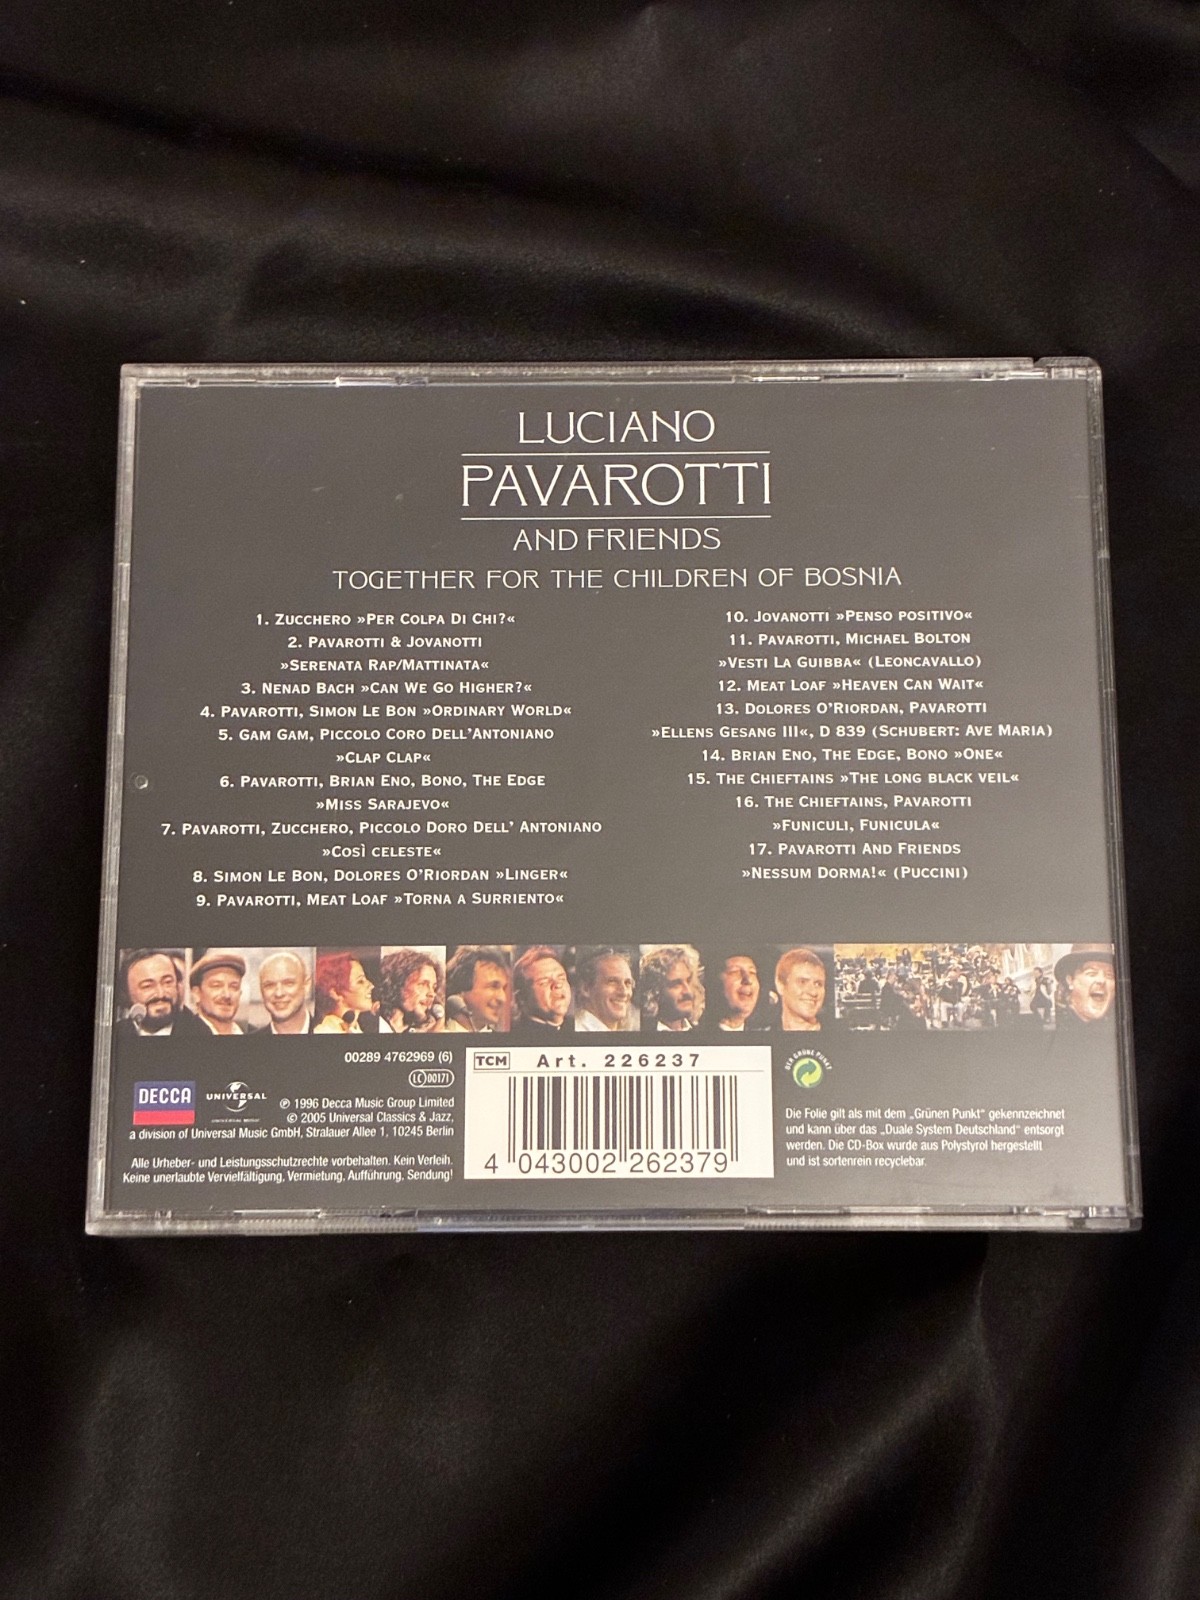 LUCIANO
PAVAROTTI
AND FRIENDS
TOGETHER FOR THE CHILDREN OF BOSNIA
1. ZUCCHERO »PER COLPA DI CHI?«
2. PAVAROTTI & JOVANOTTI
»SERENATA RAP/MATTINATA«
3. NENAD BACH »CAN WE GO HIGHER?«
4. PAVAROTTI, SIMON LE BON »ORDINARY WORLD«
5. GAM GAM, PICCOLO CORO DELL'ANTONIANO
»CLAP CLAP«
6. PAVAROTTI, BRIAN ENO, BONO, THE EDGE
»MISS SARAJEVO«
7. PAVAROTTI, ZUCCHERO, PICCOLO DORO DELL' ANTONIANO
»COSÌ CELESTE«
8. SIMON LE BON, DOLORES O'RIORDAN »LINGER«
9. PAVAROTTI, MEAT LOAF »TORNA A SURRIENTO«
10. JOVANOTTI »PENSO POSITIVO«
11. PAVAROTTI, MICHAEL BOLTON
»VESTI LA GUIBBA« (LEONCAVALLO)
12. MEAT LOAF »HEAVEN CAN WAIT«
13. DOLORES O'RIORDAN, PAVAROTTI
»ELLENS GESANG III«, D 839 (SCHUBERT: AVE MARIA)
14. BRIAN ENO, THE EDGE, BONO »ONE«
15. THE CHIEFTAINS »THE LONG BLACK VEIL«
16. THE CHIEFTAINS, PAVAROTTI
»FUNICULI, FUNICULA«
17. PAVAROTTI AND FRIENDS
»NESSUM DORMA!« (PUCCINI)
00289 4762969 (6)
LC 00171
DECCA
UNIVERSAL
℗ 1996 Decca Music Group Limited
© 2005 Universal Classics & Jazz,
a division of Universal Music GmbH, Stralauer Allee 1, 10245 Berlin
Alle Urheber- und Leistungsschutzrechte vorbehalten. Kein Verleih.
Keine unerlaubte Vervielfältigung, Vermietung, Aufführung, Sendung!
TCM Art. 226237
4 043002 262379
DER GRÜNE PUNKT
Die Folie gilt als mit dem „Grünen Punkt" gekennzeichnet
und kann über das „Duale System Deutschland" entsorgt
werden. Die CD-Box wurde aus Polystyrol hergestellt
und ist sortenrein recyclebar.